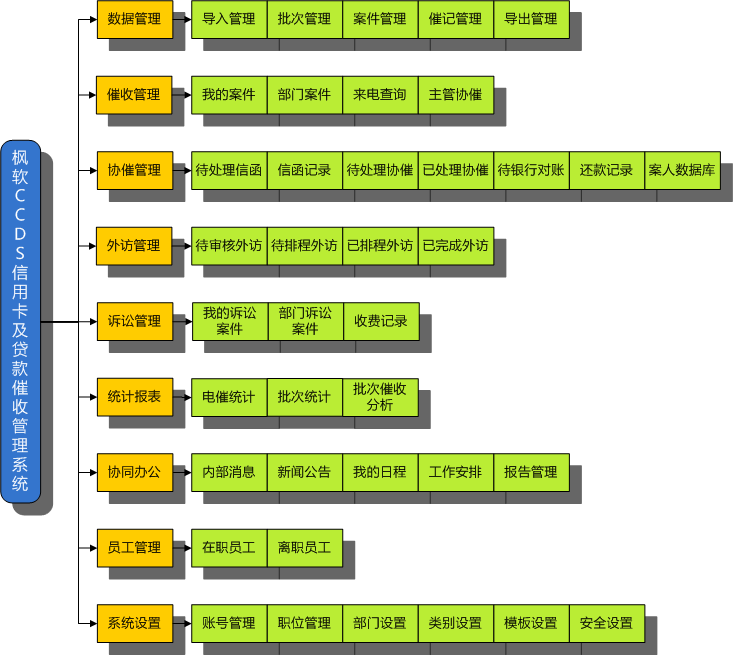 枫软CCDS信用卡及贷款催收管理系统
数据管理 导入管理 批次管理 案件管理 催记管理 导出管理
催收管理 我的案件 部门案件 来电查询 主管协催
协催管理 待处理信函 信函记录 待处理协催 已处理协催 待银行对账 还款记录 案人数据库
外访管理 待审核外访 待排程外访 已排程外访 已完成外访
诉讼管理 我的诉讼案件 部门诉讼案件 收费记录
统计报表 电催统计 批次统计 批次催收分析
协同办公 内部消息 新闻公告 我的日程 工作安排 报告管理
员工管理 在职员工 离职员工
系统设置 账号管理 职位管理 部门设置 类别设置 模板设置 安全设置